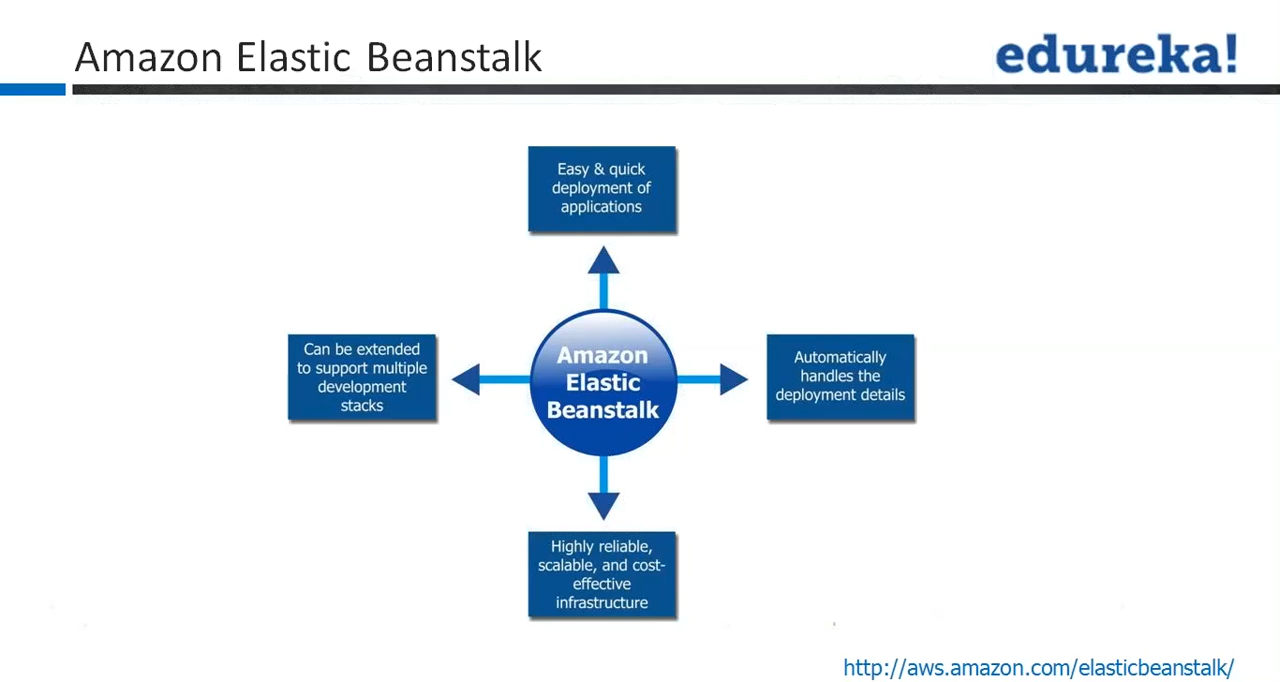 Amazon Elastic Beanstalk
edureka!
Easy & quick
deployment of
applications
Can be extended
to support multiple
development
stacks
Amazon
Elastic
Beanstalk
Automatically
handles the
deployment details
Highly reliable,
scalable, and cost-
effective
infrastructure
http://aws.amazon.com/elasticbeanstalk/